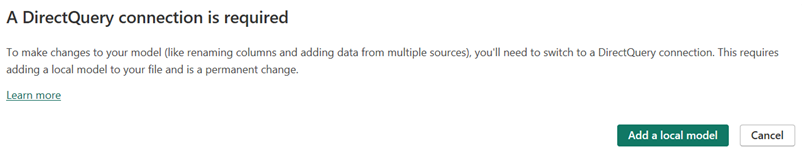 A DirectQuery connection is required
To make changes to your model (like renaming columns and adding data from multiple sources), you'll need to switch to a DirectQuery connection. This requires
adding a local model to your file and is a permanent change.
Learn more
Add a local model
Cancel